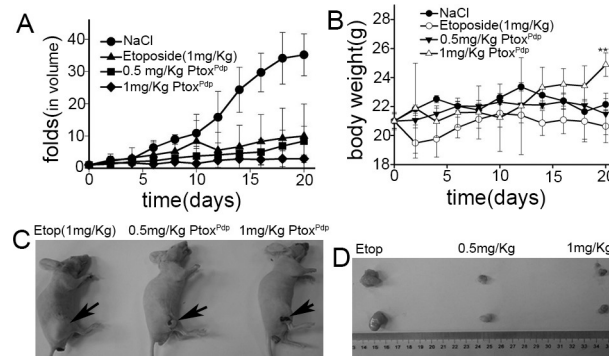 A
NaCl
Etoposide(1mg/Kg)
0.5 mg/Kg Ptox^Pdp
1mg/Kg Ptox^Pdp
folds(in volume)
40
30
20
10
0
0 5 10 15 20
time(days)
B
NaCl
Etoposide(1mg/Kg)
0.5mg/Kg Ptox^Pdp
1mg/Kg Ptox^Pdp
**
body weight(g)
26
24
22
20
18
0 5 10 15 20
time(days)
C
Etop(1mg/Kg) 0.5mg/Kg Ptox^Pdp 1mg/Kg Ptox^Pdp
D
Etop 0.5mg/Kg 1mg/Kg